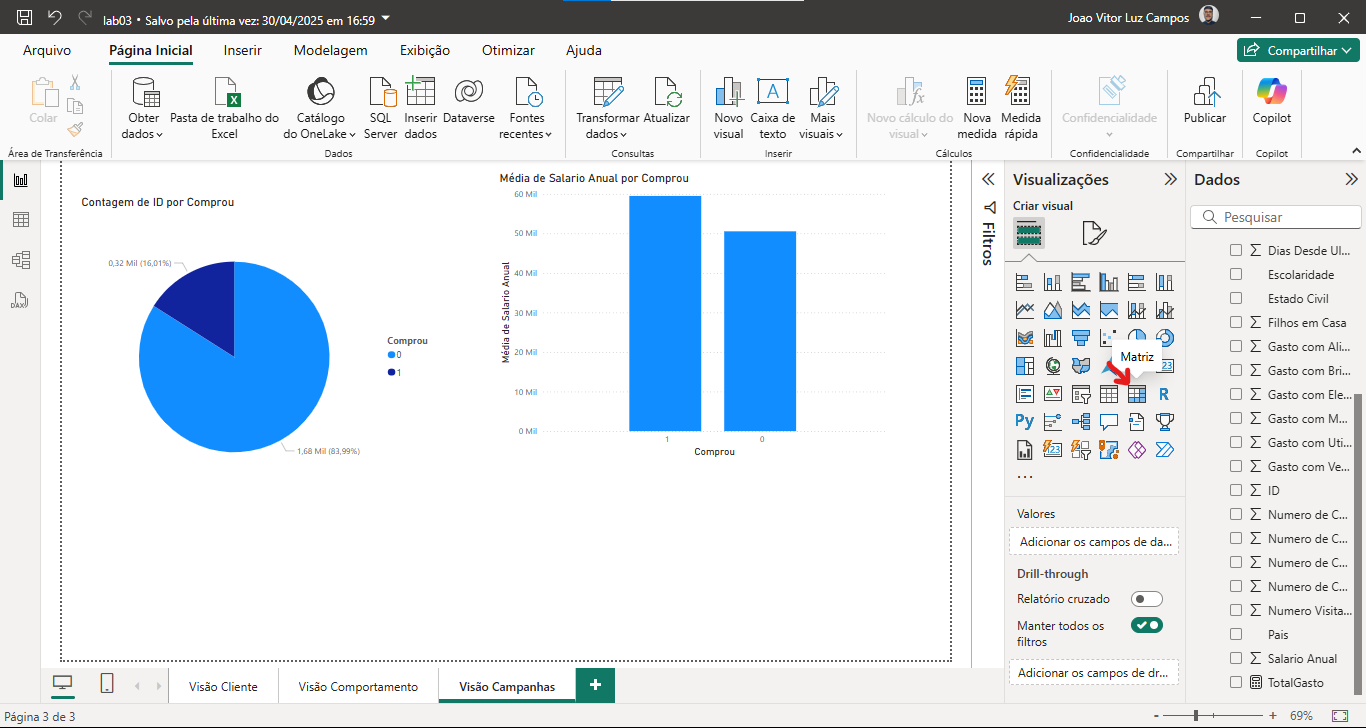 lab03 • Salvo pela última vez: 30/04/2025 em 16:59
Joao Vitor Luz Campos
Arquivo
Página Inicial
Inserir
Modelagem
Exibição
Otimizar
Ajuda
Compartilhar
Colar
Obter
dados
Pasta de trabalho do
Excel
Catálogo
do OneLake
SQL
Server
Inserir
dados
Dataverse
Fontes
recentes
Transformar
dados
Atualizar
Novo
visual
Caixa de
texto
Mais
visuais
Novo cálculo do
visual
Nova
medida
Medida
rápida
Confidencialidade
Publicar
Copilot
Área de Transferência
Dados
Consultas
Inserir
Cálculos
Confidencialidade
Compartilhar
Copilot
Contagem de ID por Comprou
0,32 Mil (16,01%)
1,68 Mil (83,99%)
Comprou
0
1
Média de Salario Anual por Comprou
Média de Salario Anual
60 Mil
50 Mil
40 Mil
30 Mil
20 Mil
10 Mil
0 Mil
1
0
Comprou
Filtros
Visualizações
Criar visual
Matriz
123
R
Py
123
...
Valores
Adicionar os campos de da...
Drill-through
Relatório cruzado
Manter todos os
filtros
Adicionar os campos de dr...
Dados
Pesquisar
Dias Desde Ul...
Escolaridade
Estado Civil
Filhos em Casa
Gasto com Ali...
Gasto com Bri...
Gasto com Ele...
Gasto com M...
Gasto com Uti...
Gasto com Ve...
ID
Numero de C...
Numero de C...
Numero de C...
Numero de C...
Numero Visita...
Pais
Salario Anual
TotalGasto
DAX
Visão Cliente
Visão Comportamento
Visão Campanhas
+
Página 3 de 3
- + 69%